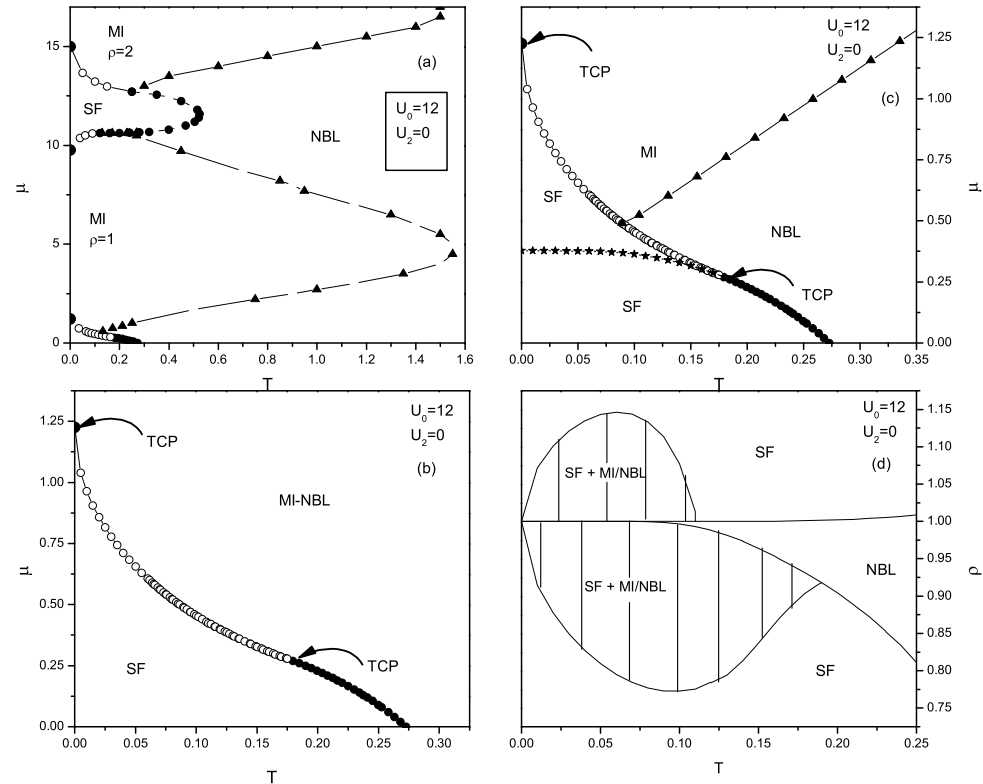 MI
ρ=2
(a)
SF
U0=12
U2=0
NBL
MI
ρ=1
μ
15
10
5
0
0.0 0.2 0.4 0.6 0.8 1.0 1.2 1.4 1.6
T
U0=12
U2=0
TCP
(c)
MI
SF
NBL
TCP
SF
μ
1.25
1.00
0.75
0.50
0.25
0.00
0.00 0.05 0.10 0.15 0.20 0.25 0.30 0.35
T
U0=12
U2=0
TCP
(b)
MI-NBL
TCP
SF
μ
1.25
1.00
0.75
0.50
0.25
0.00
0.00 0.05 0.10 0.15 0.20 0.25 0.30
T
U0=12
U2=0
SF
(d)
SF + MI/NBL
NBL
SF + MI/NBL
SF
ρ
1.15
1.10
1.05
1.00
0.95
0.90
0.85
0.80
0.75
0.00 0.05 0.10 0.15 0.20 0.25
T